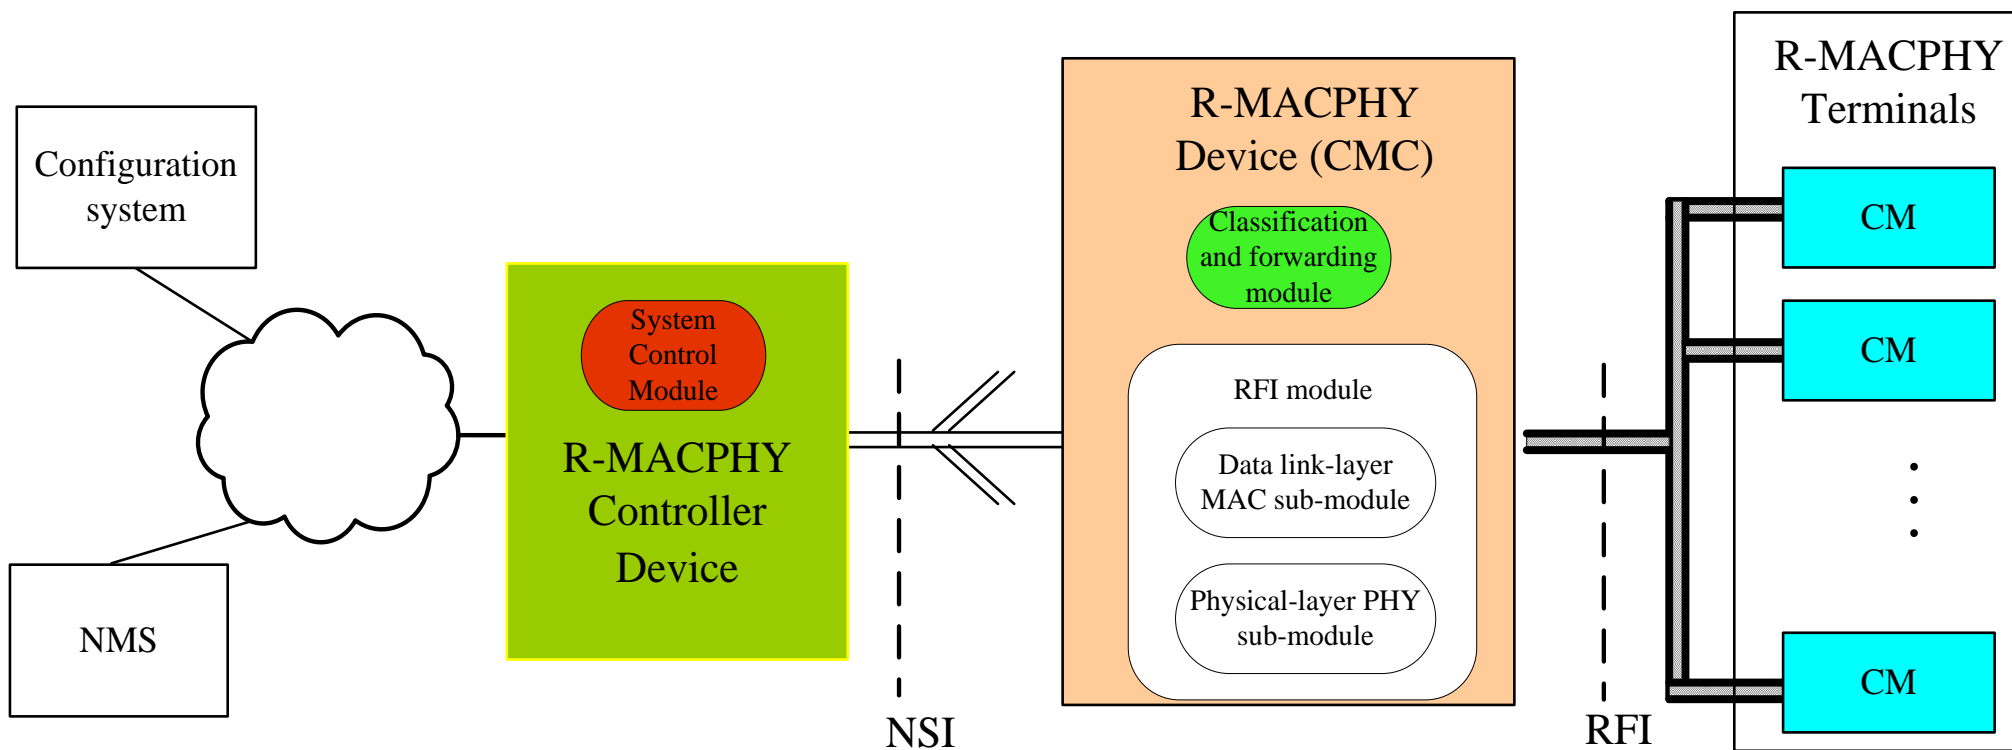 Configuration
system
NMS
System
Control
Module
R-MACPHY
Controller
Device
NSI
R-MACPHY
Device (CMC)
Classification
and forwarding
module
RFI module
Data link-layer
MAC sub-module
Physical-layer PHY
sub-module
RFI
R-MACPHY
Terminals
CM
CM
CM